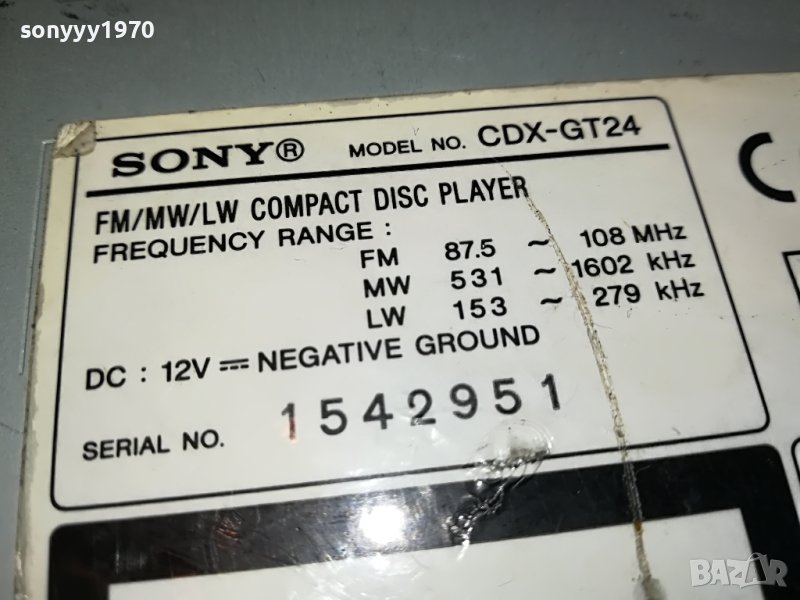 sonyyy1970
SONY® MODEL NO. CDX-GT24
FM/MW/LW COMPACT DISC PLAYER
FREQUENCY RANGE :
FM 87.5 ~ 108 MHz
MW 531 ~ 1602 kHz
LW 153 ~ 279 kHz
DC : 12V ⎓ NEGATIVE GROUND
SERIAL NO. 1542951
BAZAR